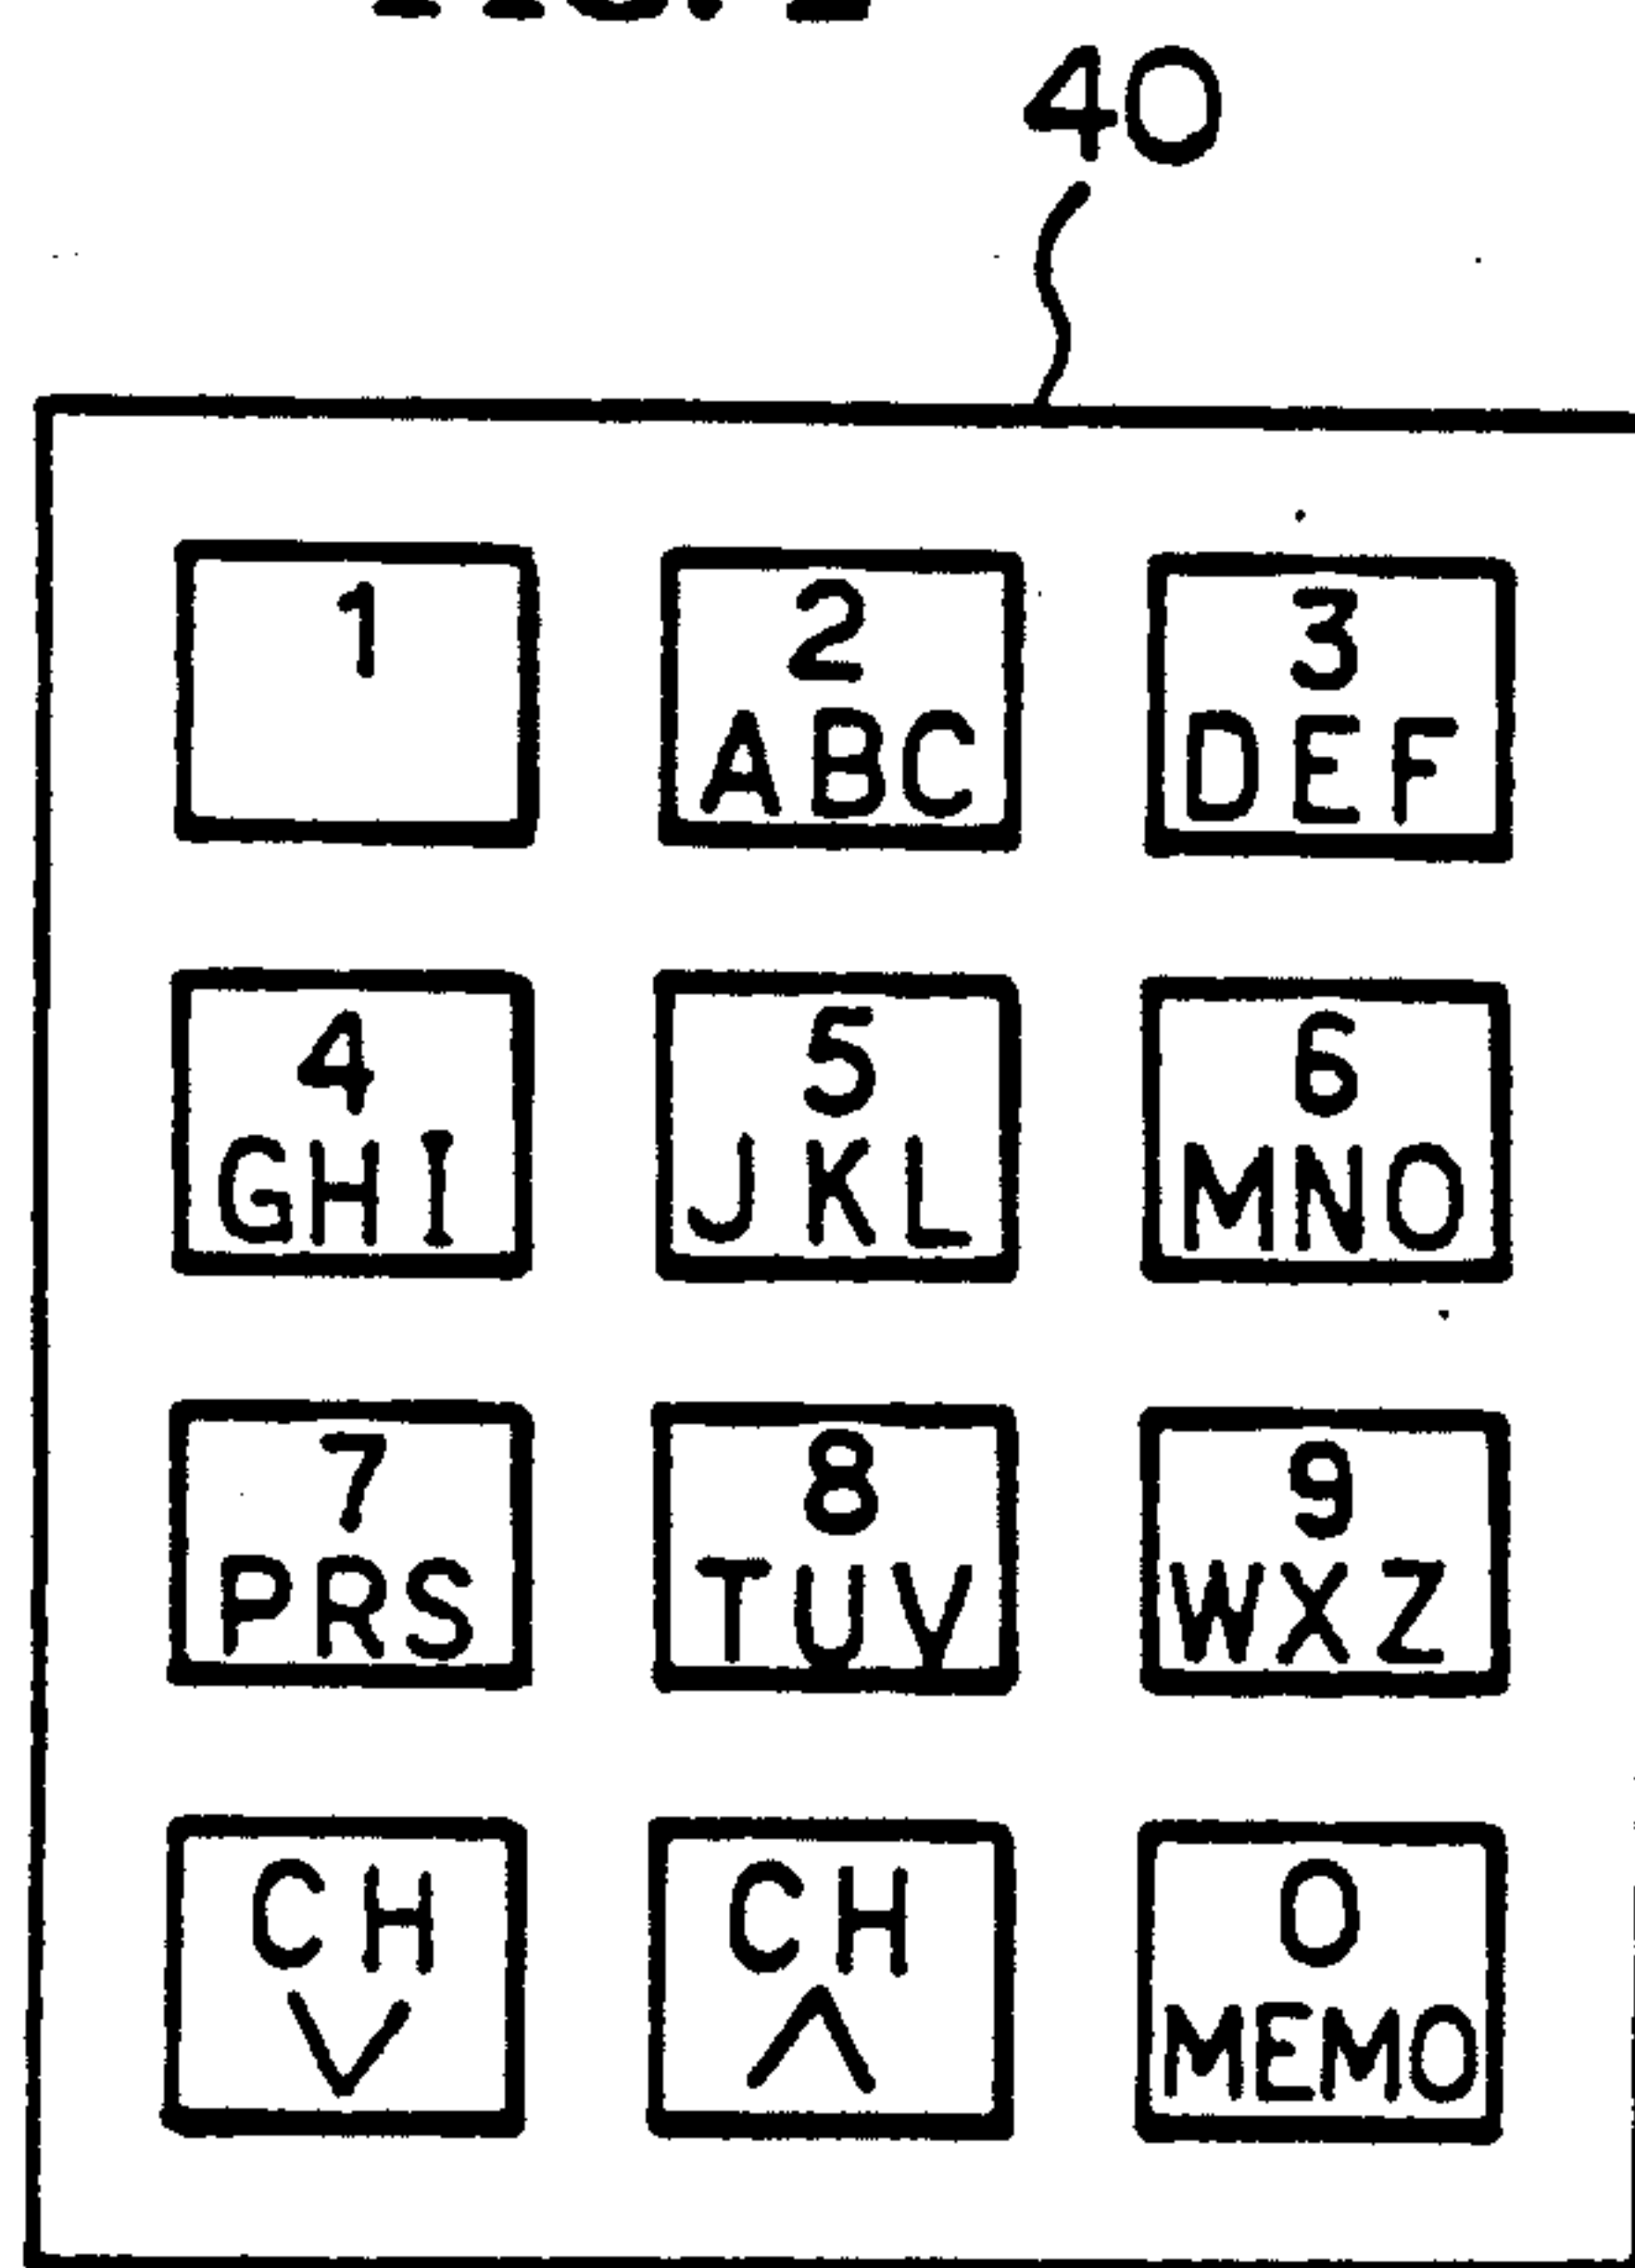 40
1 2 3
ABC DEF
4 5 6
GHI JKL MNO
7 8 9
PRS TUV WXZ
CH CH 0
∨ ∧ MEMO